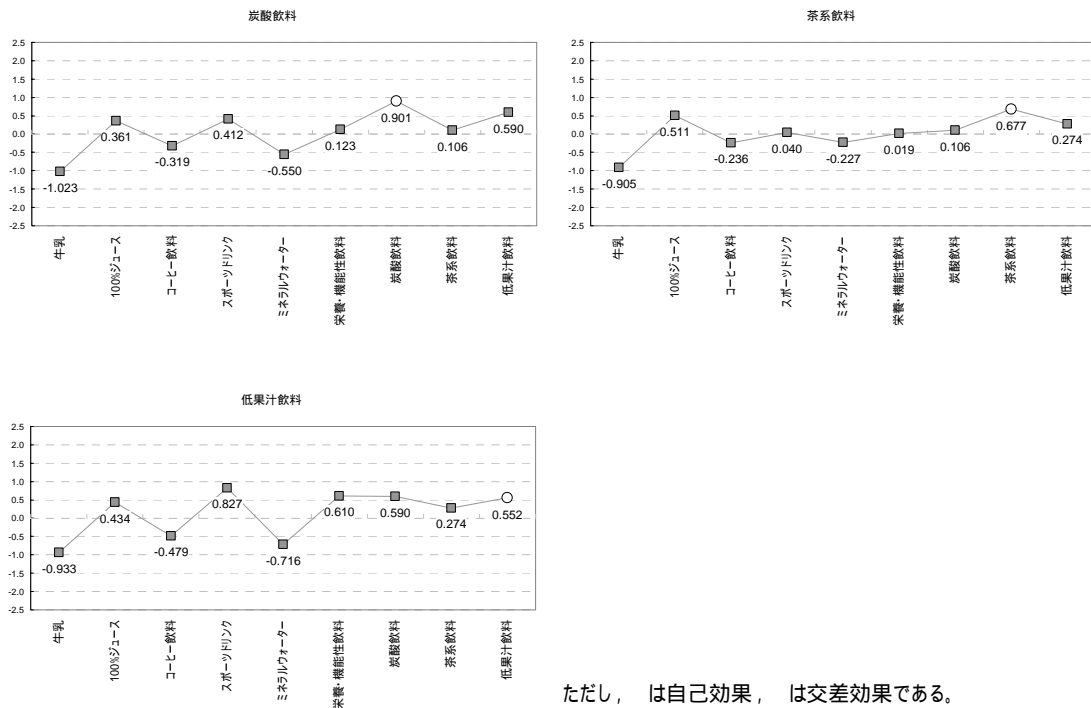 炭酸飲料
2.5
2.0
1.5
1.0
0.5
0.0
-0.5
-1.0
-1.5
-2.0
-2.5
-1.023
0.361
-0.319
0.412
-0.550
0.123
0.901
0.106
0.590
牛乳
100%ジュース
コーヒー飲料
スポーツドリンク
ミネラルウォーター
栄養・機能性飲料
炭酸飲料
茶系飲料
低果汁飲料
茶系飲料
2.5
2.0
1.5
1.0
0.5
0.0
-0.5
-1.0
-1.5
-2.0
-2.5
-0.905
0.511
-0.236
0.040
-0.227
0.019
0.106
0.677
0.274
牛乳
100%ジュース
コーヒー飲料
スポーツドリンク
ミネラルウォーター
栄養・機能性飲料
炭酸飲料
茶系飲料
低果汁飲料
低果汁飲料
2.5
2.0
1.5
1.0
0.5
0.0
-0.5
-1.0
-1.5
-2.0
-2.5
-0.933
0.434
-0.479
0.827
-0.716
0.610
0.590
0.274
0.552
牛乳
100%ジュース
コーヒー飲料
スポーツドリンク
ミネラルウォーター
栄養・機能性飲料
炭酸飲料
茶系飲料
低果汁飲料
ただし， は自己効果， は交差効果である。